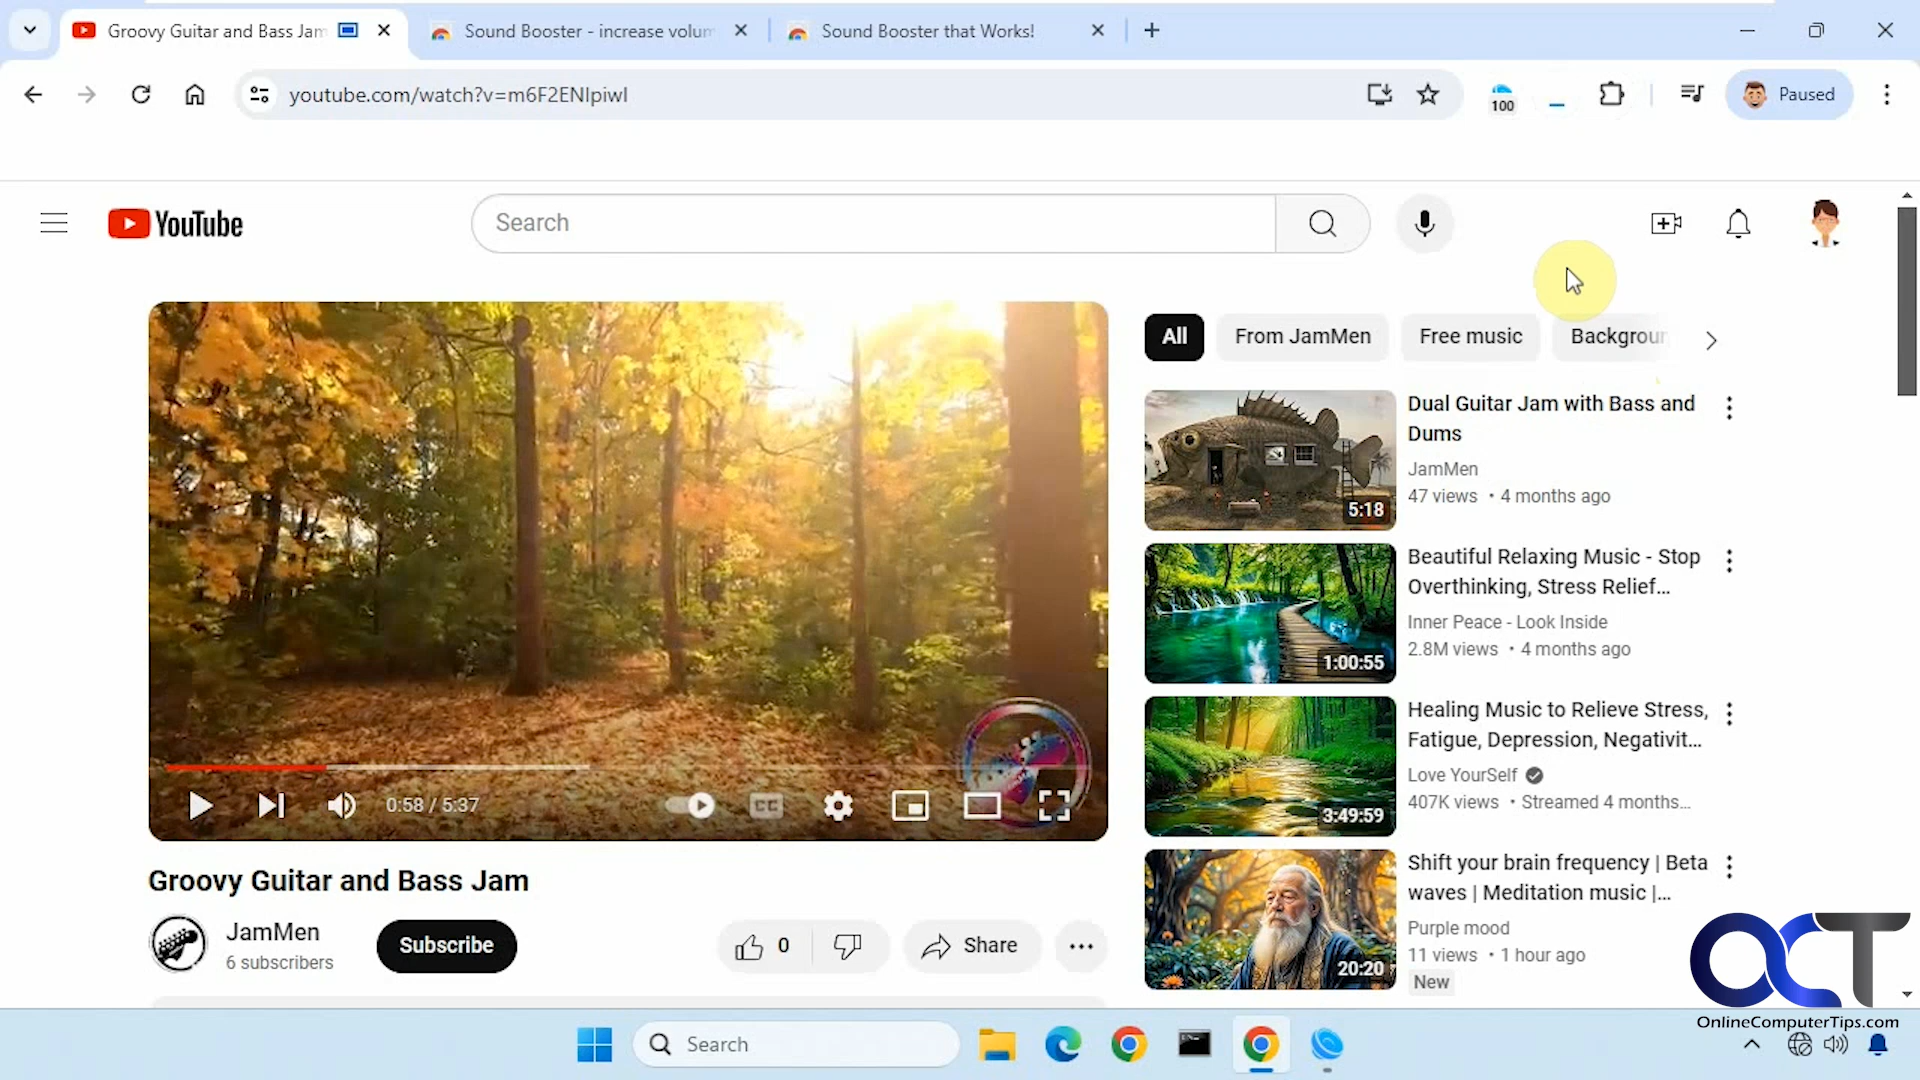 Groovy Guitar and Bass Jam
Sound Booster - increase volum
Sound Booster that Works!
youtube.com/watch?v=m6F2ENIpiwI
100
Paused
YouTube
Search
All
From JamMen
Free music
Backgrour
Dual Guitar Jam with Bass and
Dums
JamMen
47 views • 4 months ago
5:18
Beautiful Relaxing Music - Stop
Overthinking, Stress Relief...
Inner Peace - Look Inside
2.8M views • 4 months ago
1:00:55
Healing Music to Relieve Stress,
Fatigue, Depression, Negativit...
Love YourSelf
407K views • Streamed 4 months...
3:49:59
Shift your brain frequency | Beta
waves | Meditation music |...
Purple mood
11 views • 1 hour ago
New
20:20
0:58 / 5:37
CC
Groovy Guitar and Bass Jam
JamMen
6 subscribers
Subscribe
0
Share
OCT
OnlineComputerTips.com
Search